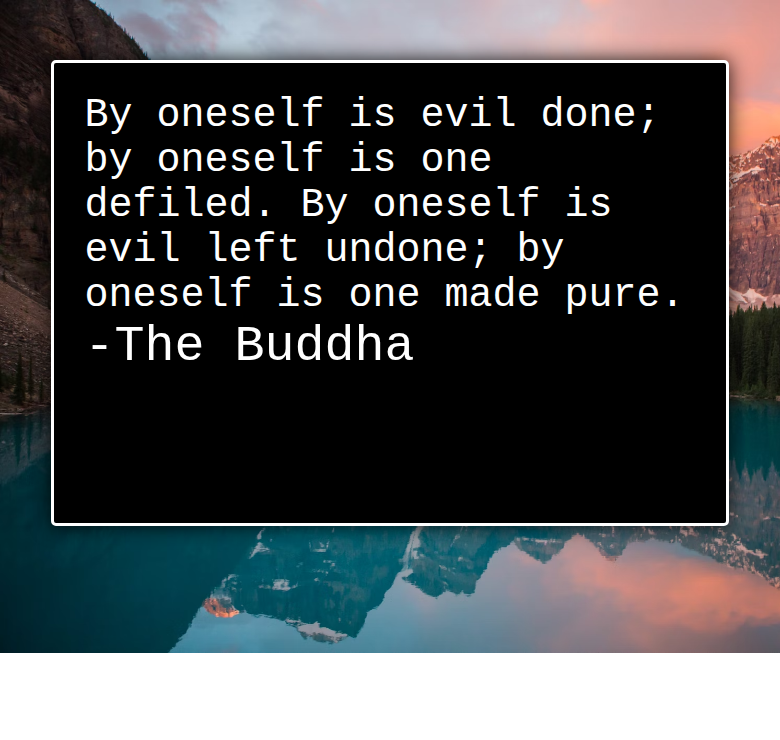 By oneself is evil done;
by oneself is one
defiled. By oneself is
evil left undone; by
oneself is one made pure.
-The Buddha